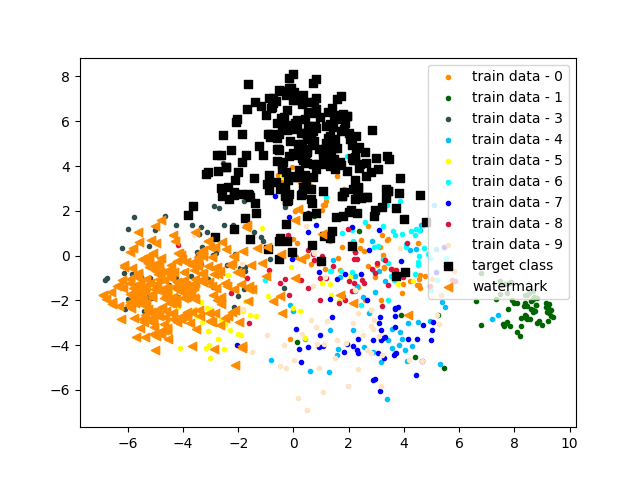 8
6
4
2
0
−2
−4
−6
−6
−4
−2
0
2
4
6
8
10
train data - 0
train data - 1
train data - 3
train data - 4
train data - 5
train data - 6
train data - 7
train data - 8
train data - 9
target class
watermark